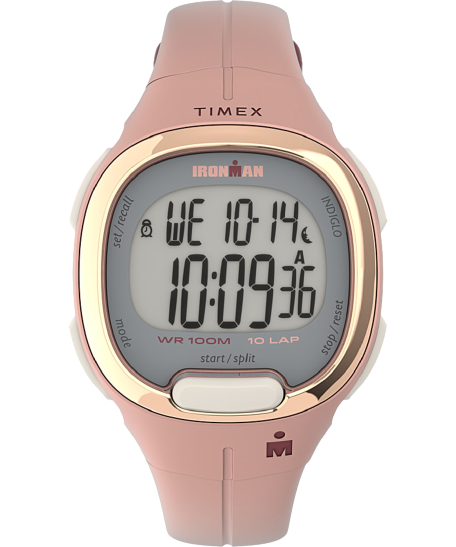 TIMEX
IRONMAN
set/recall
INDIGLO
WE 10-14
A
10:09 36
mode
stop/reset
WR 100M 10 LAP
start/split